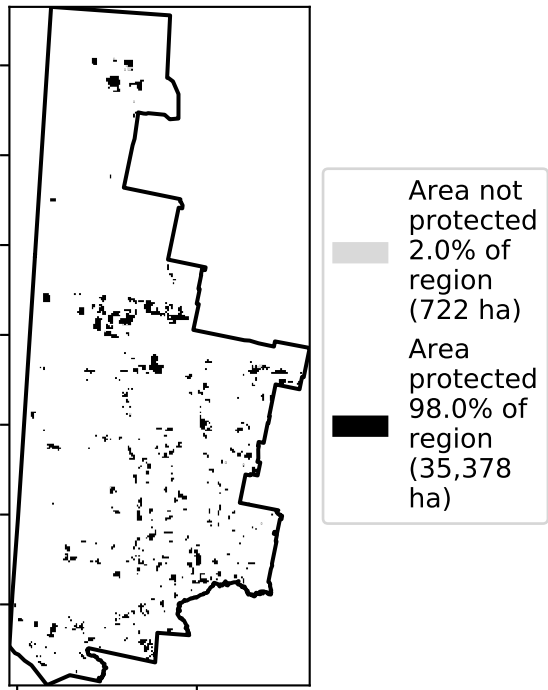 Area not
protected
2.0% of
region
(722 ha)
Area
protected
98.0% of
region
(35,378
ha)